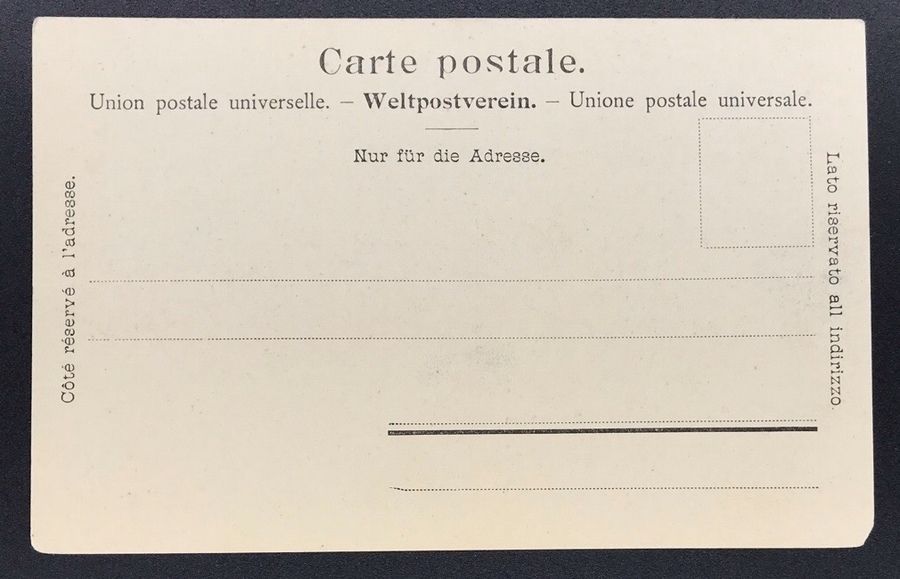 Carte postale.
Union postale universelle. – Weltpostverein. – Unione postale universale.
Nur für die Adresse.
Côté réservé à l'adresse.
Lato riservato all indirizzo.